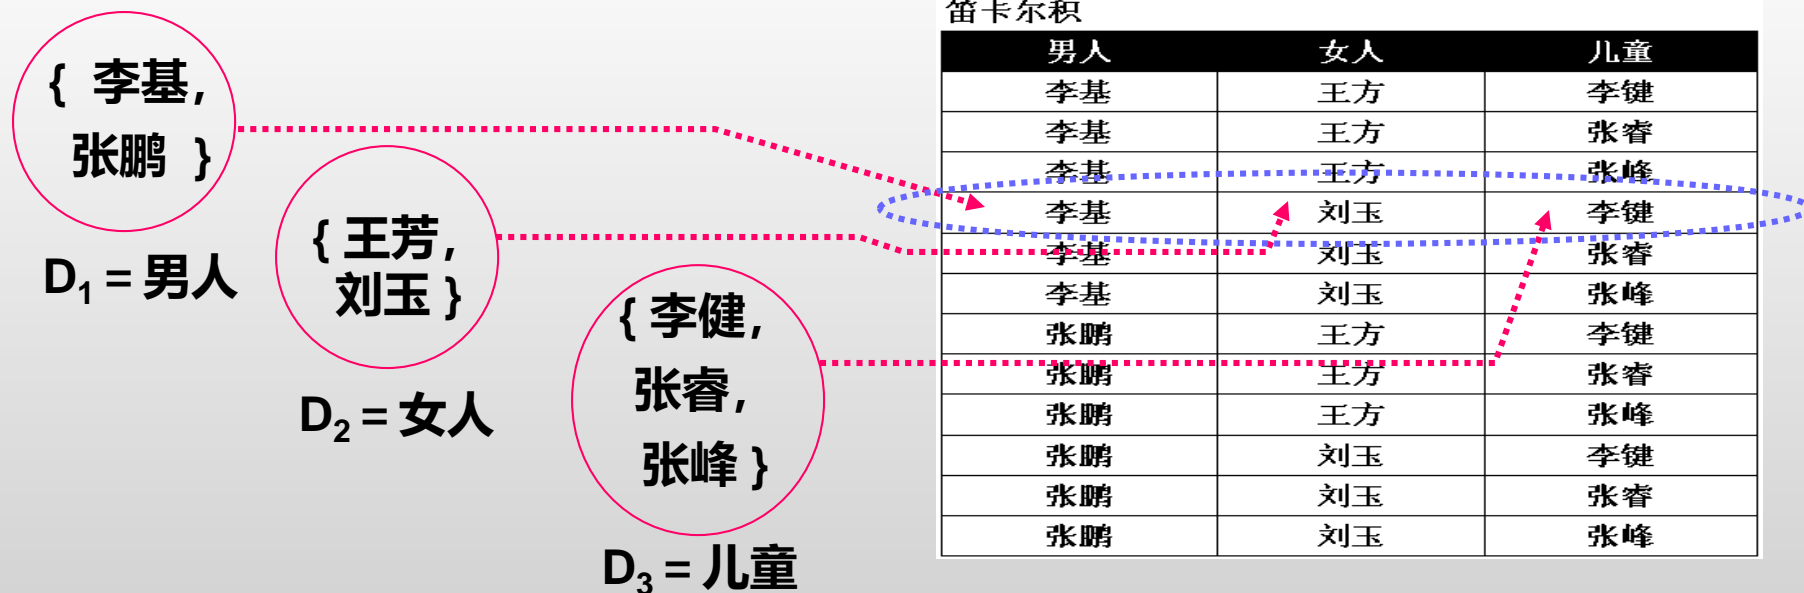 { 李基,
张鹏 }
D1 = 男人
{ 王芳,
刘玉 }
D2 = 女人
{ 李健,
张睿,
张峰 }
D3 = 儿童
笛卡尔积
男人 女人 儿童
李基 王方 李键
李基 王方 张睿
李基 王方 张峰
李基 刘玉 李键
李基 刘玉 张睿
李基 刘玉 张峰
张鹏 王方 李键
张鹏 王方 张睿
张鹏 王方 张峰
张鹏 刘玉 李键
张鹏 刘玉 张睿
张鹏 刘玉 张峰